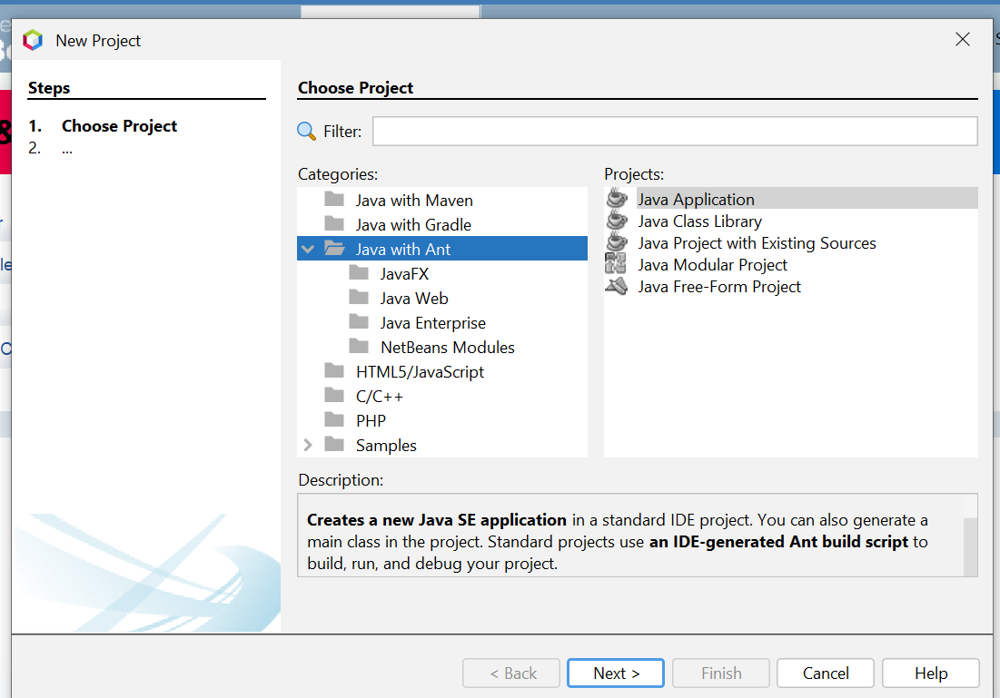 New Project
Steps
1. Choose Project
2. ...
Choose Project
Filter:
Categories:
Java with Maven
Java with Gradle
Java with Ant
JavaFX
Java Web
Java Enterprise
NetBeans Modules
HTML5/JavaScript
C/C++
PHP
Samples
Projects:
Java Application
Java Class Library
Java Project with Existing Sources
Java Modular Project
Java Free-Form Project
Description:
Creates a new Java SE application in a standard IDE project. You can also generate a
main class in the project. Standard projects use an IDE-generated Ant build script to
build, run, and debug your project.
< Back
Next >
Finish
Cancel
Help